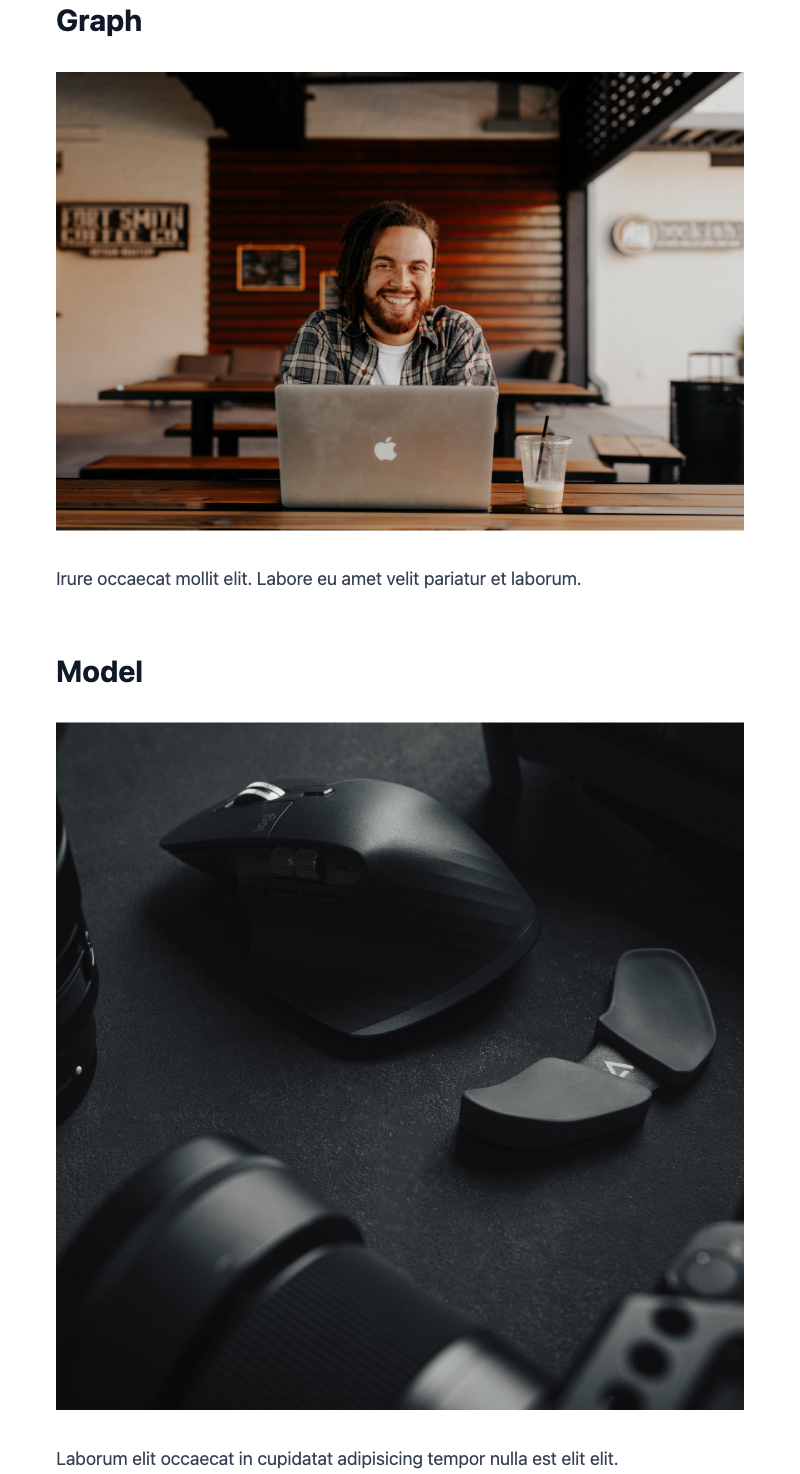 Graph
FORT SMITH
COFFEE CO.
Irure occaecat mollit elit. Labore eu amet velit pariatur et laborum.
Model
logi
Laborum elit occaecat in cupidatat adipisicing tempor nulla est elit elit.